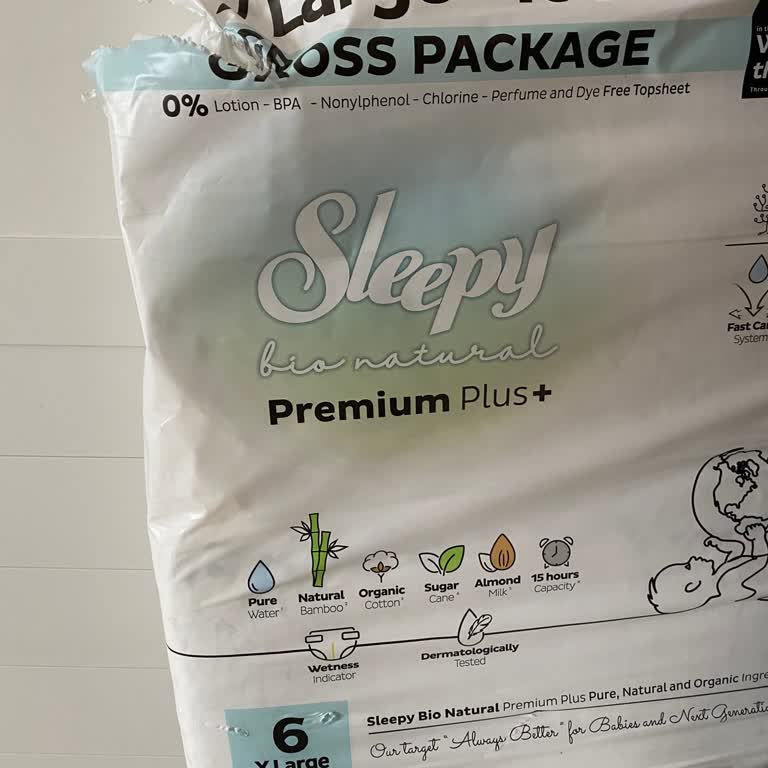 Large
GROSS PACKAGE
0% Lotion - BPA - Nonylphenol - Chlorine - Perfume and Dye Free Topsheet
Sleepy
bio natural
Premium Plus+
Fast
System
Pure
Water
Natural
Bamboo
Organic
Cotton
Sugar
Cane
Almond
Milk
15 hours
Capacity
Wetness
Indicator
Dermatologically
Tested
6
X Large
Sleepy Bio Natural Premium Plus Pure, Natural and Organic
Our target "Always Better" for Babies and Next